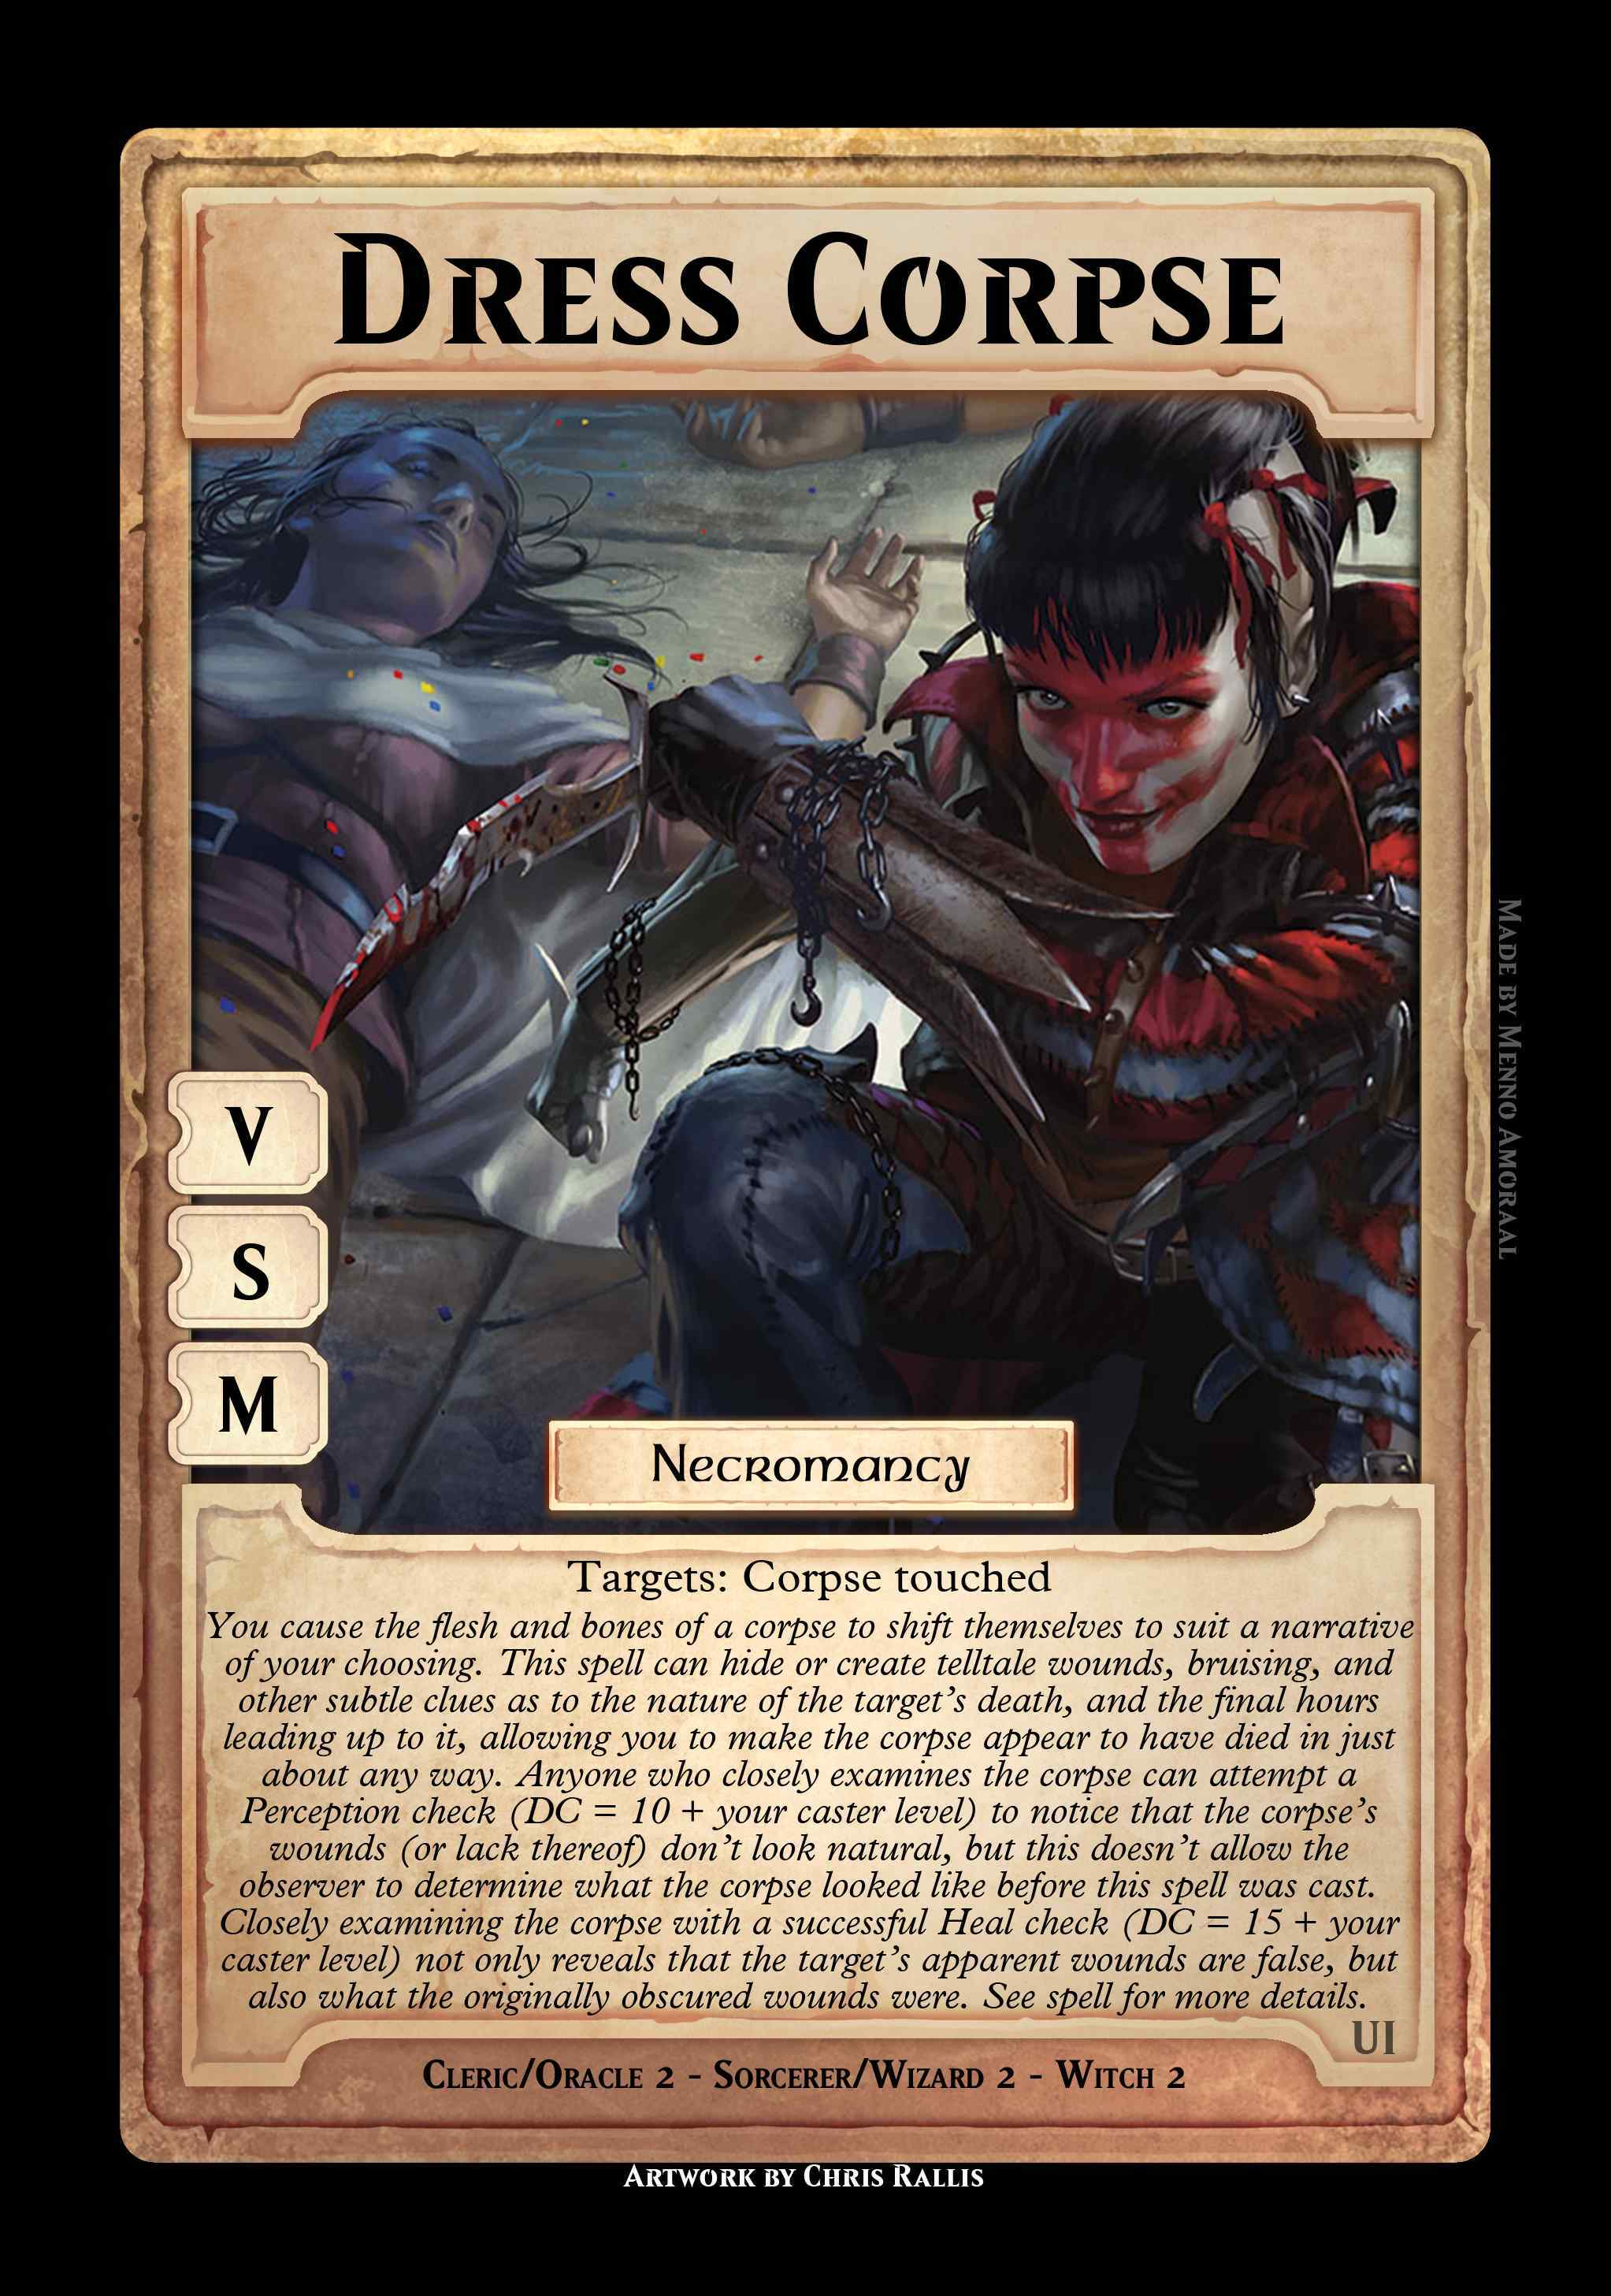 Dress Corpse
V
S
M
Necromancy
Targets: Corpse touched
You cause the flesh and bones of a corpse to shift themselves to suit a narrative
of your choosing. This spell can hide or create telltale wounds, bruising, and
other subtle clues as to the nature of the target's death, and the final hours
leading up to it, allowing you to make the corpse appear to have died in just
about any way. Anyone who closely examines the corpse can attempt a
Perception check (DC = 10 + your caster level) to notice that the corpse's
wounds (or lack thereof) don't look natural, but this doesn't allow the
observer to determine what the corpse looked like before this spell was cast.
Closely examining the corpse with a successful Heal check (DC = 15 + your
caster level) not only reveals that the target's apparent wounds are false, but
also what the originally obscured wounds were. See spell for more details.
UI
Cleric/Oracle 2 - Sorcerer/Wizard 2 - Witch 2
Artwork by Chris Rallis
Made by Menno Amoraal